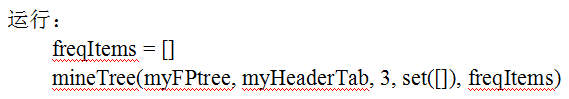 运行：
freqItems = []
mineTree(myFPtree, myHeaderTab, 3, set([]), freqItems)